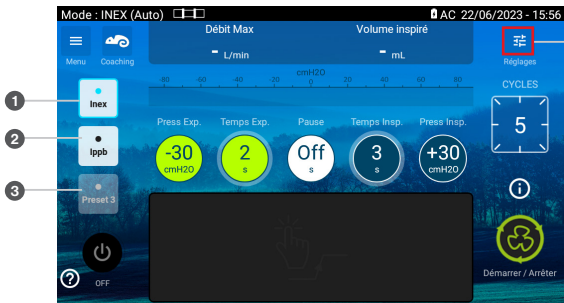 Mode : INEX (Auto) AC 22/06/2023 - 15:56
Débit Max Volume inspiré
- L/min - mL
Menu Coaching Réglages
cmH2O
-80 -60 -40 -20 0 20 40 60 80
CYCLES
5
1 Inex
2 Ippb
3 Preset 3
Press Exp. Temps Exp. Pause Temps Insp. Press Insp.
-30 2 Off 3 +30
cmH2O s s s cmH2O
OFF
?
Démarrer / Arrêter